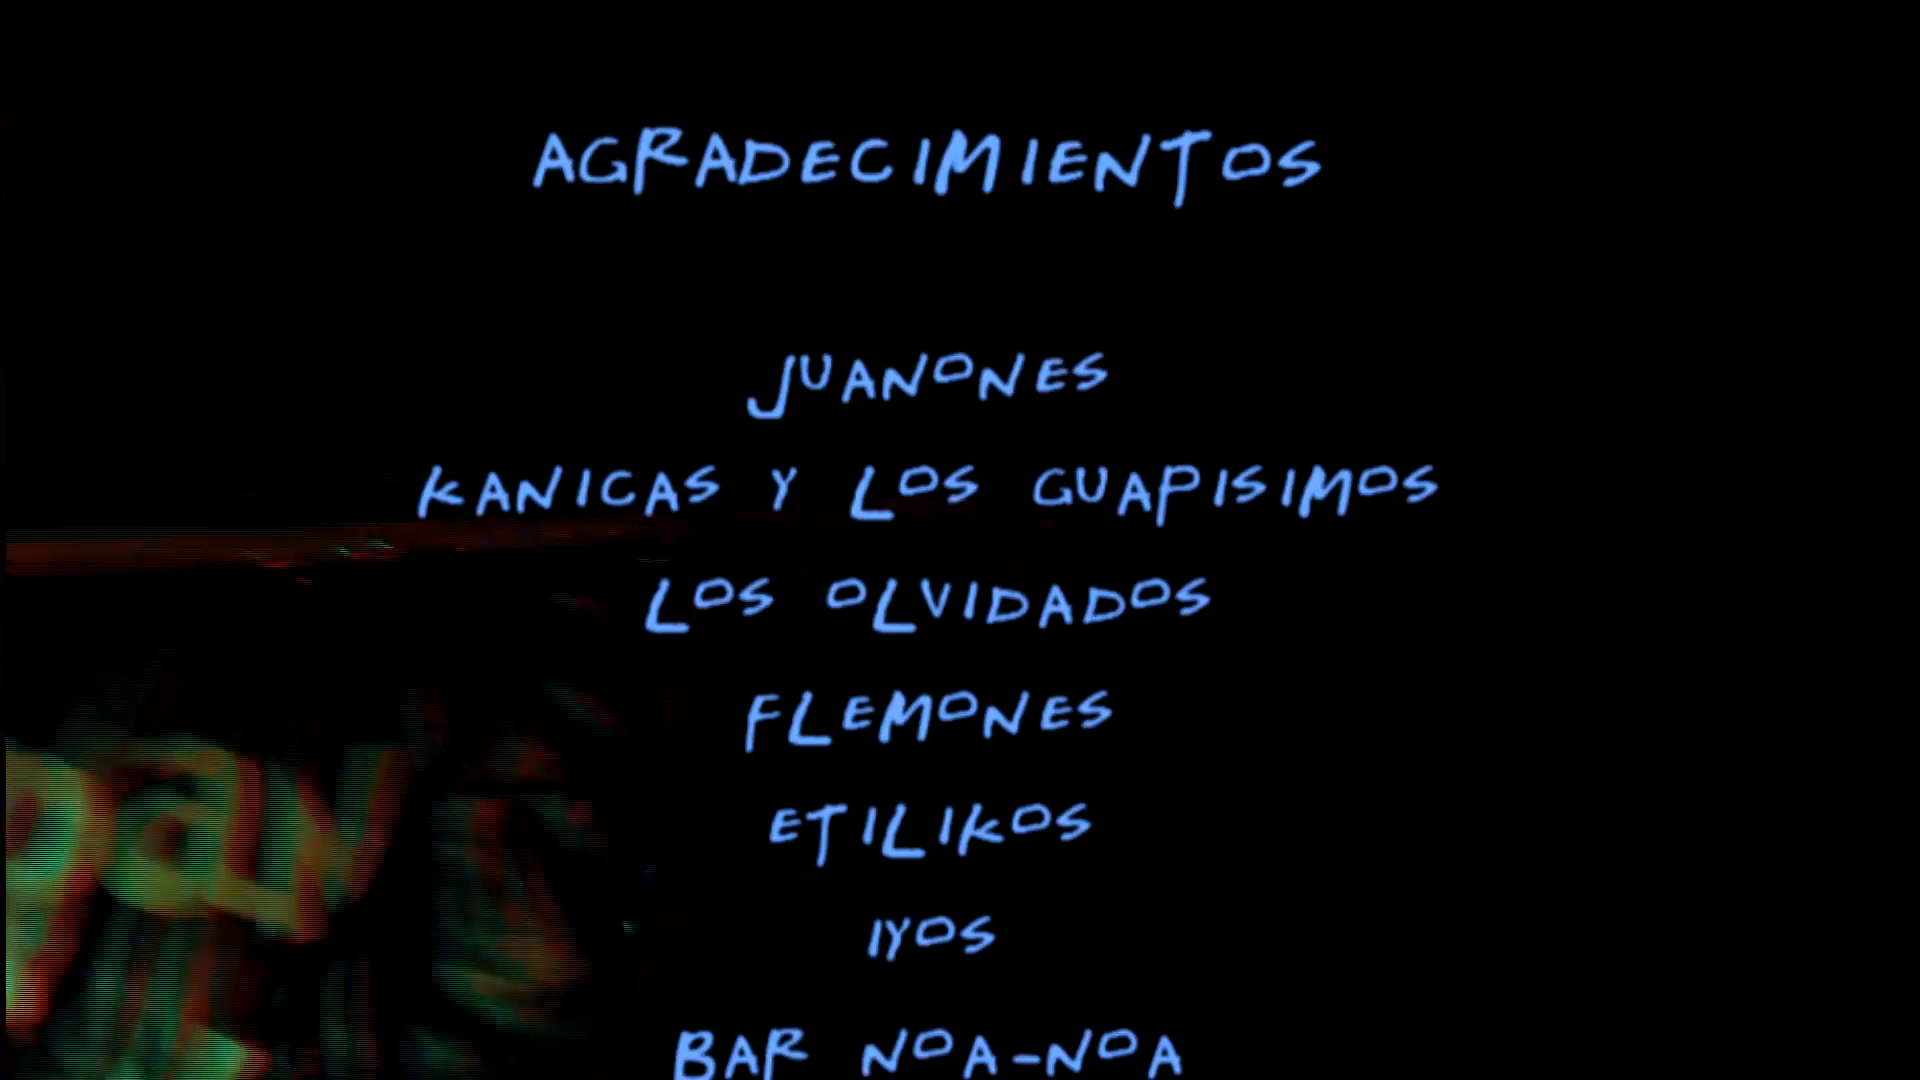 AGRADECIMIENTOS
JUANONES
KANICAS Y LOS GUAPISIMOS
LOS OLVIDADOS
FLEMONES
ETILIKOS
IYOS
BAR NOA-NOA